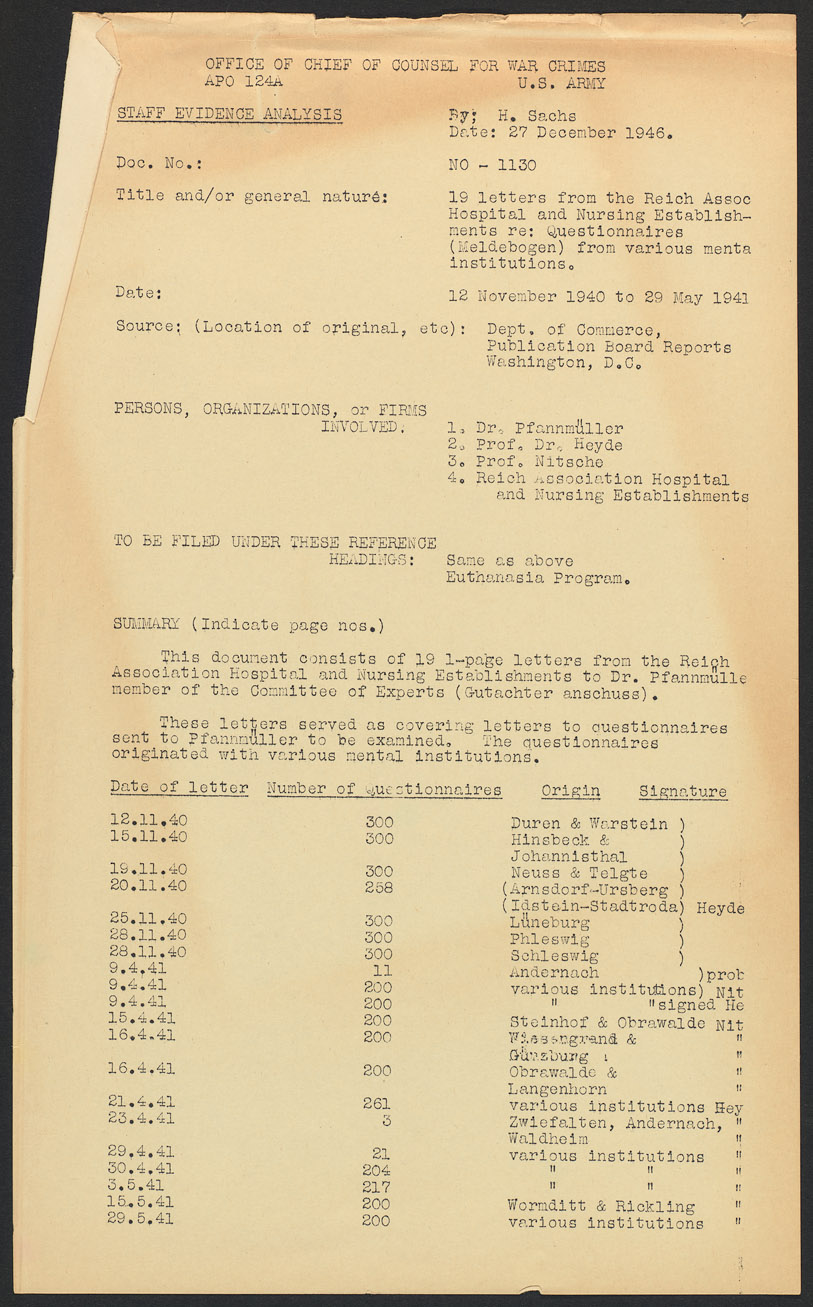 OFFICE OF CHIEF OF COUNSEL FOR WAR CRIMES
APO 124A U.S. ARMY
STAFF EVIDENCE ANALYSIS By; H. Sachs
Date: 27 December 1946.
Doc. No.: NO - 1130
Title and/or general nature: 19 letters from the Reich Assoc
Hospital and Nursing Establish-
ments re: Questionnaires
(Meldebogen) from various menta
institutions.
Date: 12 November 1940 to 29 May 1941
Source: (Location of original, etc): Dept. of Commerce,
Publication Board Reports
Washington, D.C.
PERSONS, ORGANIZATIONS, or FIRMS
INVOLVED. 1. Dr. Pfannmüller
2. Prof. Dr. Heyde
3. Prof. Nitsche
4. Reich Association Hospital
and Nursing Establishments
TO BE FILED UNDER THESE REFERENCE
HEADINGS: Same as above
Euthanasia Program.
SUMMARY (Indicate page nos.)
This document consists of 19 1-page letters from the Reich
Association Hospital and Nursing Establishments to Dr. Pfannmülle
member of the Committee of Experts (Gutachter anschuss).
These letters served as covering letters to questionnaires
sent to Pfannmüller to be examined. The questionnaires
originated with various mental institutions.
Date of letter Number of Questionnaires Origin Signature
12.11.40 300 Duren & Warstein )
15.11.40 300 Hinsbeck & )
Johannisthal )
19.11.40 300 Neuss & Telgte )
20.11.40 258 (Arnsdorf-Ursberg )
(Idstein-Stadtroda) Heyde
25.11.40 300 Lüneburg )
28.11.40 300 Phleswig )
28.11.40 300 Schleswig )
9.4.41 11 Andernach )prob
9.4.41 200 various institutions) Nit
9.4.41 200 " "signed He
15.4.41 200 Steinhof & Obrawalde Nit
16.4.41 200 Wiesengrund & "
Günzburg "
16.4.41 200 Obrawalde &
Langenhorn "
21.4.41 261 various institutions Hey
23.4.41 3 Zwiefalten, Andernach, "
Waldheim "
29.4.41 21 various institutions "
30.4.41 204 " " "
3.5.41 217 " " "
15.5.41 200 Wormditt & Rickling "
29.5.41 200 various institutions "